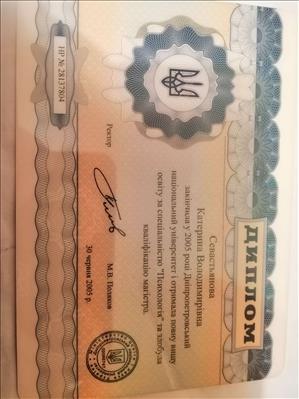 ДИПЛОМ
Севастьянова
Катерина Володимирівна
закінчила у 2005 році Дніпропетровський
національний університет і отримала повну вищу
освіту за спеціальністю "Психологія" та здобула
кваліфікацію магістра.
Ректор
М.В. Поляков
30 червня 2005 р.
НР № 28137804